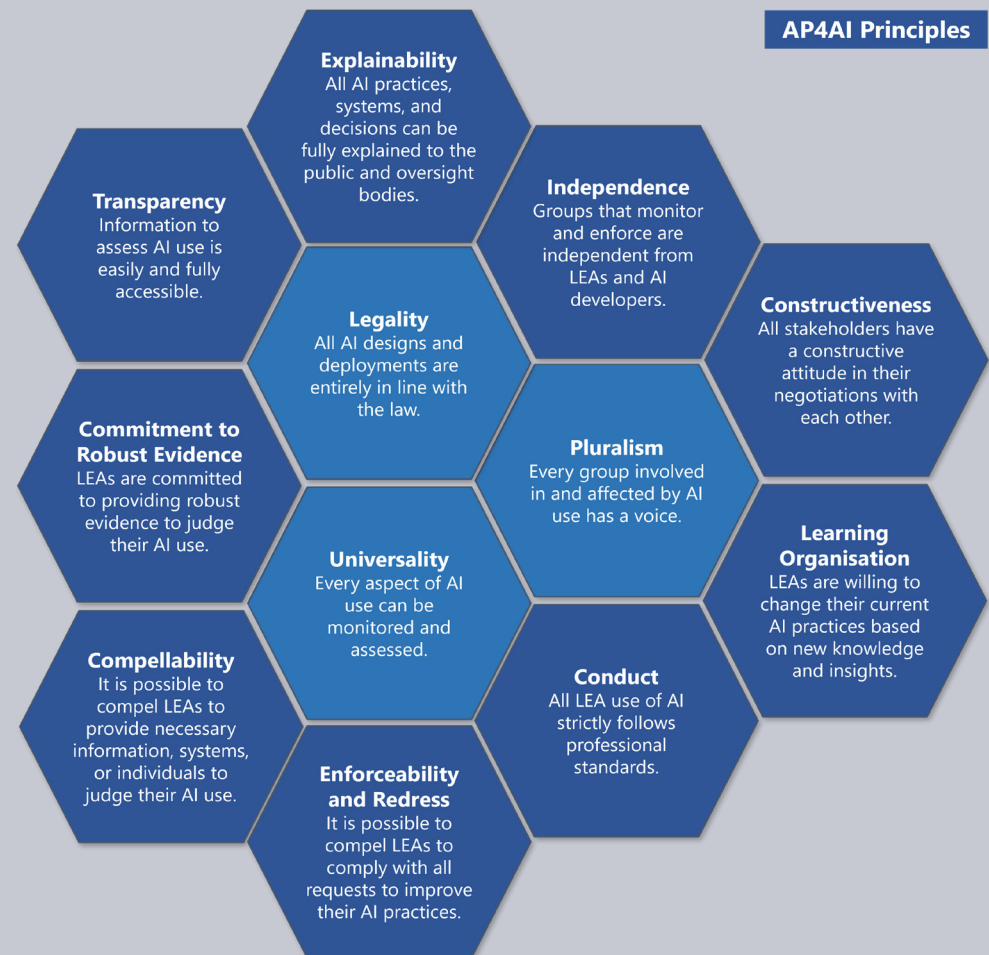 AP4AI Principles
Explainability
All AI practices,
systems, and
decisions can be
fully explained to the
public and oversight
bodies.
Transparency
Information to
assess AI use is
easily and fully
accessible.
Independence
Groups that monitor
and enforce are
independent from
LEAs and AI
developers.
Legality
All AI designs and
deployments are
entirely in line with
the law.
Constructiveness
All stakeholders have
a constructive
attitude in their
negotiations with
each other.
Commitment to
Robust Evidence
LEAs are committed
to providing robust
evidence to judge
their AI use.
Pluralism
Every group involved
in and affected by AI
use has a voice.
Universality
Every aspect of AI
use can be
monitored and
assessed.
Learning
Organisation
LEAs are willing to
change their current
AI practices based
on new knowledge
and insights.
Compellability
It is possible to
compel LEAs to
provide necessary
information, systems,
or individuals to
judge their AI use.
Conduct
All LEA use of AI
strictly follows
professional
standards.
Enforceability
and Redress
It is possible to
compel LEAs to
comply with all
requests to improve
their AI practices.